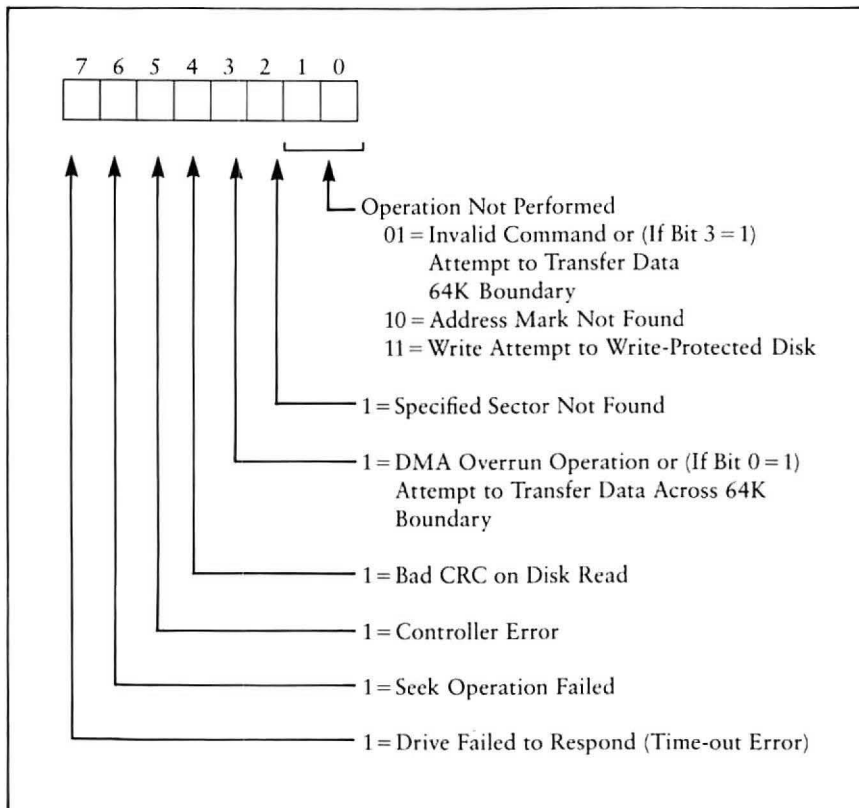 7 6 5 4 3 2 1 0
Operation Not Performed
01 = Invalid Command or (If Bit 3 = 1)
Attempt to Transfer Data
64K Boundary
10 = Address Mark Not Found
11 = Write Attempt to Write-Protected Disk
1 = Specified Sector Not Found
1 = DMA Overrun Operation or (If Bit 0 = 1)
Attempt to Transfer Data Across 64K
Boundary
1 = Bad CRC on Disk Read
1 = Controller Error
1 = Seek Operation Failed
1 = Drive Failed to Respond (Time-out Error)